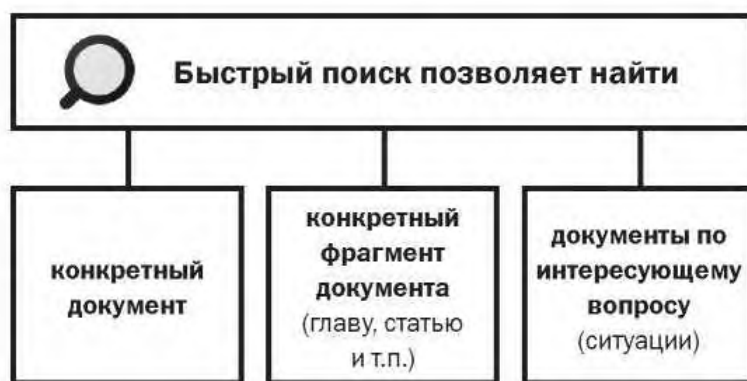 Быстрый поиск позволяет найти
конкретный
документ
конкретный
фрагмент
документа
(главу, статью
и т.п.)
документы по
интересующему
вопросу
(ситуации)